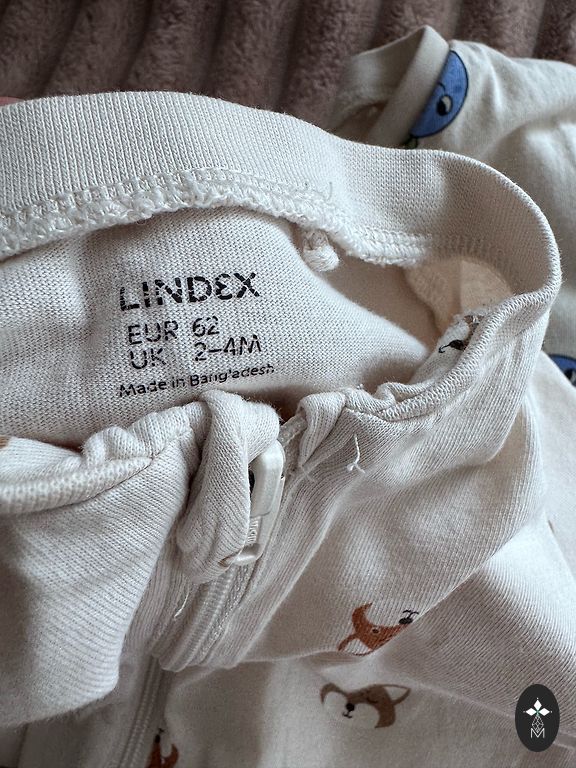 LINDEX
EUR 62
UK 2-4M
Made in Bangladesh